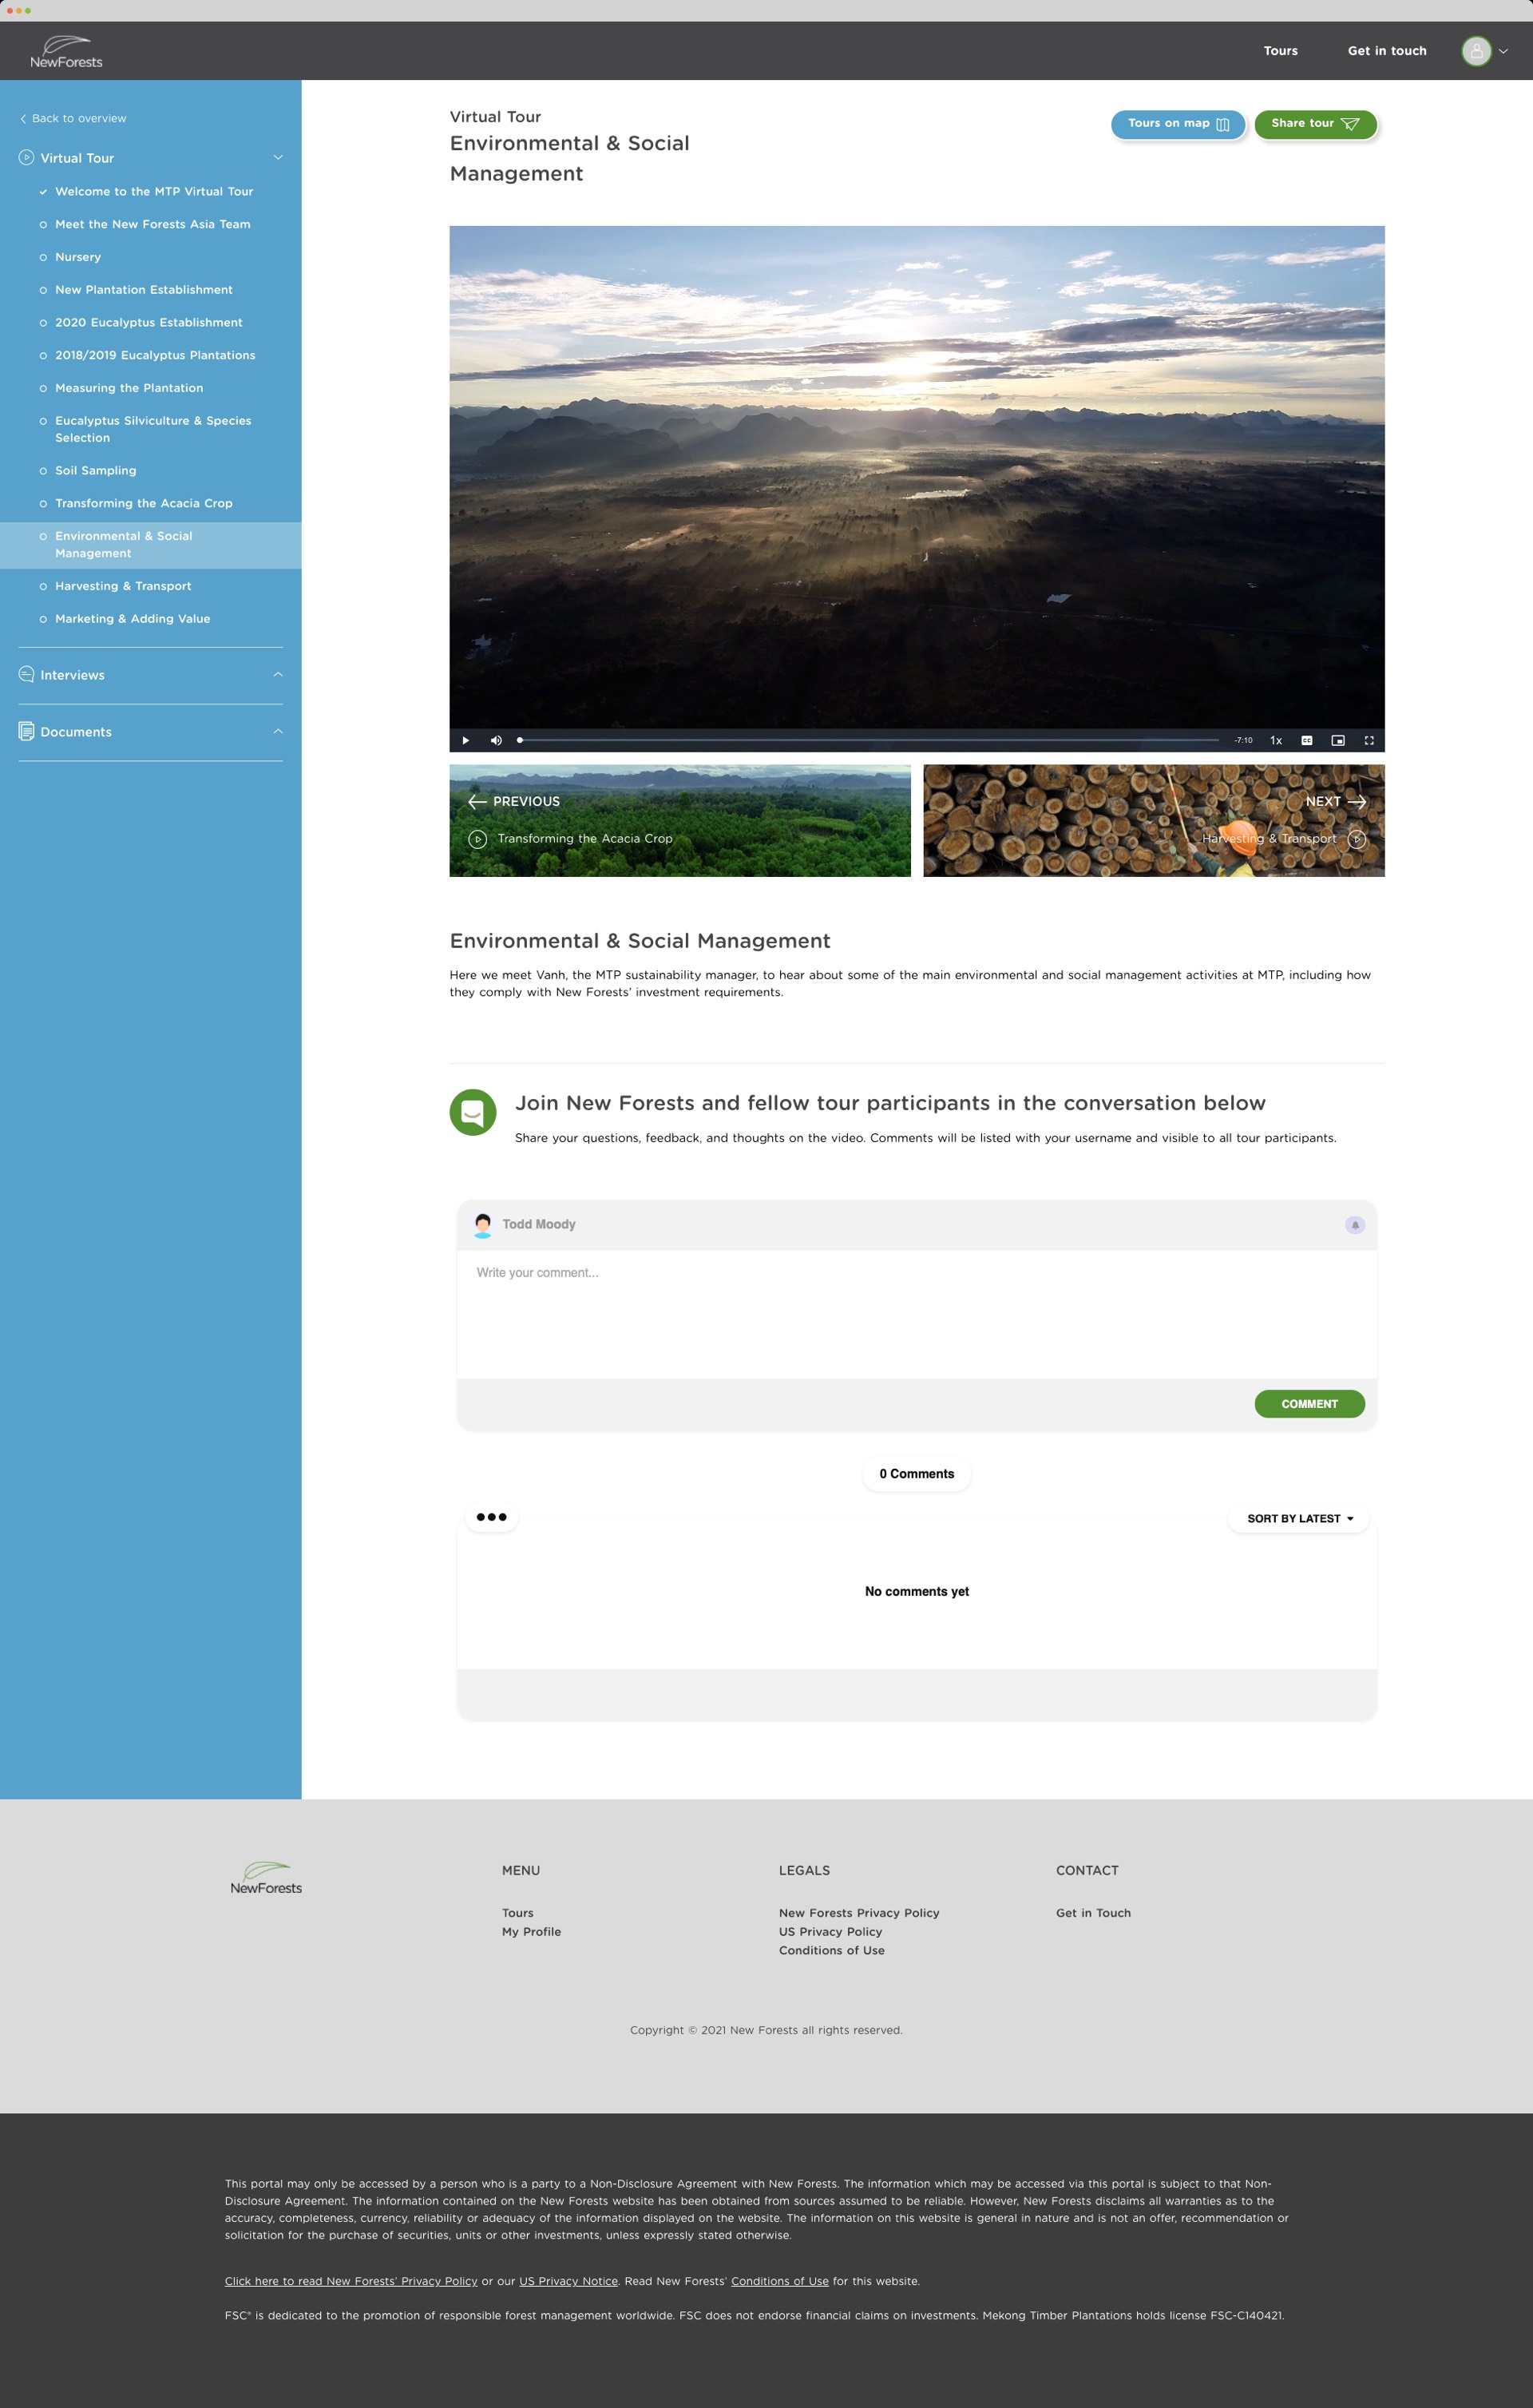 NewForests
Tours
Get in touch
Back to overview
Virtual Tour
Welcome to the MTP Virtual Tour
Meet the New Forests Asia Team
Nursery
New Plantation Establishment
2020 Eucalyptus Establishment
2018/2019 Eucalyptus Plantations
Measuring the Plantation
Eucalyptus Silviculture & Species
Selection
Soil Sampling
Transforming the Acacia Crop
Environmental & Social
Management
Harvesting & Transport
Marketing & Adding Value
Interviews
Documents
Virtual Tour
Environmental & Social
Management
Tours on map
Share tour
-7:10
1x
CC
PREVIOUS
Transforming the Acacia Crop
NEXT
Harvesting & Transport
Environmental & Social Management
Here we meet Vanh, the MTP sustainability manager, to hear about some of the main environmental and social management activities at MTP, including how
they comply with New Forests’ investment requirements.
Join New Forests and fellow tour participants in the conversation below
Share your questions, feedback, and thoughts on the video. Comments will be listed with your username and visible to all tour participants.
Todd Moody
Write your comment...
COMMENT
0 Comments
SORT BY LATEST
No comments yet
NewForests
MENU
Tours
My Profile
LEGALS
New Forests Privacy Policy
US Privacy Policy
Conditions of Use
CONTACT
Get in Touch
Copyright © 2021 New Forests all rights reserved.
This portal may only be accessed by a person who is a party to a Non-Disclosure Agreement with New Forests. The information which may be accessed via this portal is subject to that Non-
Disclosure Agreement. The information contained on the New Forests website has been obtained from sources assumed to be reliable. However, New Forests disclaims all warranties as to the
accuracy, completeness, currency, reliability or adequacy of the information displayed on the website. The information on this website is general in nature and is not an offer, recommendation or
solicitation for the purchase of securities, units or other investments, unless expressly stated otherwise.
Click here to read New Forests’ Privacy Policy or our US Privacy Notice. Read New Forests’ Conditions of Use for this website.
FSC® is dedicated to the promotion of responsible forest management worldwide. FSC does not endorse financial claims on investments. Mekong Timber Plantations holds license FSC-C140421.